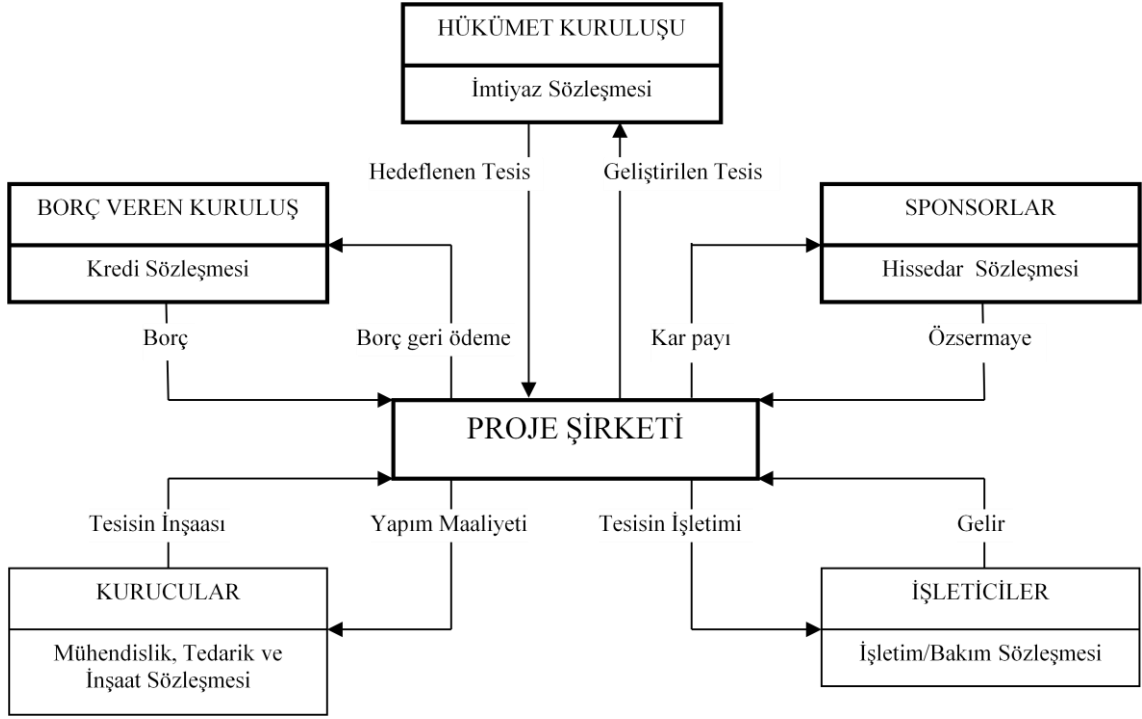 HÜKÜMET KURULUŞU
İmtiyaz Sözleşmesi
Hedeflenen Tesis
Geliştirilen Tesis
BORÇ VEREN KURULUŞ
Kredi Sözleşmesi
SPONSORLAR
Hissedar Sözleşmesi
Borç
Borç geri ödeme
Kar payı
Özsermaye
PROJE ŞİRKETİ
Tesisin İnşaası
Yapım Maaliyeti
Tesisin İşletimi
Gelir
KURUCULAR
Mühendislik, Tedarik ve
İnşaat Sözleşmesi
İŞLETİCİLER
İşletim/Bakım Sözleşmesi